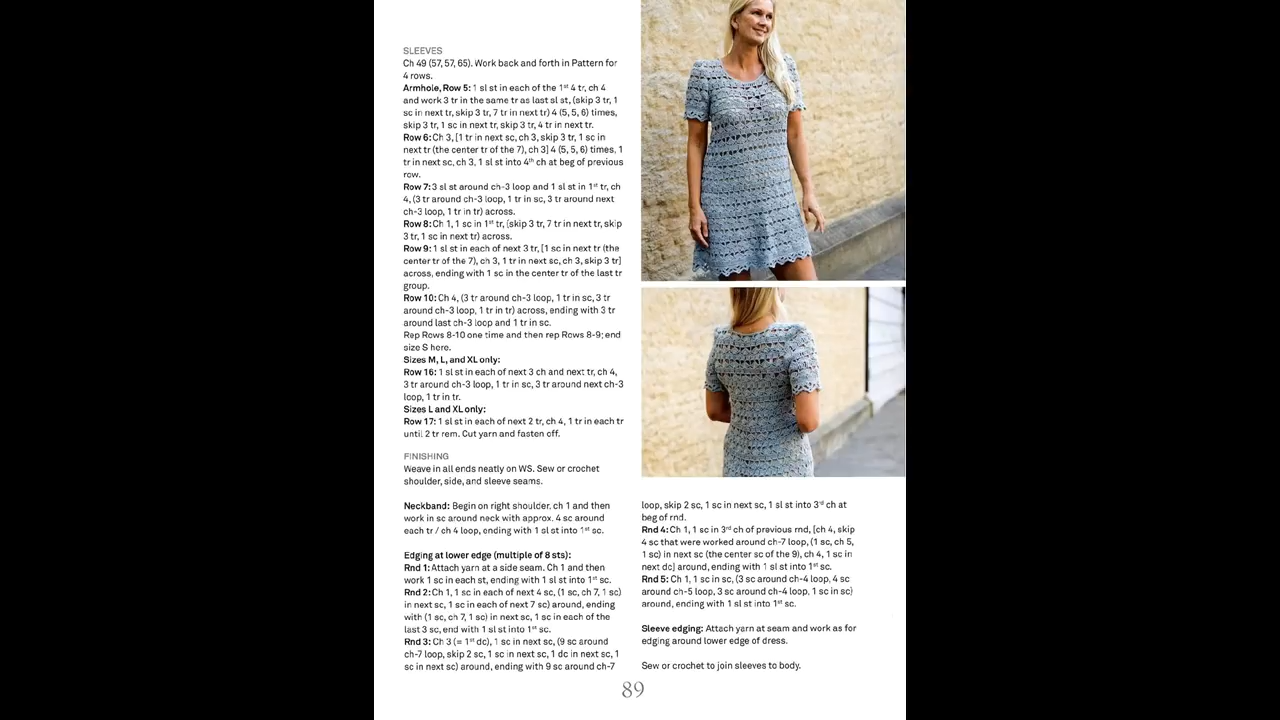 SLEEVES
Ch 49 (57, 57, 65). Work back and forth in Pattern for
4 rows.
Armhole, Row 5: 1 sl st in each of the 1st 4 tr, ch 4
and work 3 tr in the same tr as last sl st, (skip 3 tr, 1
sc in next tr, skip 3 tr, 7 tr in next tr) 4 (5, 5, 6) times,
skip 3 tr, 1 sc in next tr, skip 3 tr, 4 tr in next tr.
Row 6: Ch 3, [1 tr in next sc, ch 3, skip 3 tr, 1 sc in
next tr (the center tr of the 7), ch 3] 4 (5, 5, 6) times, 1
tr in next sc, ch 3, 1 sl st into 4th ch at beg of previous
row.
Row 7: 3 sl st around ch-3 loop and 1 sl st in 1st tr, ch
4, (3 tr around ch-3 loop, 1 tr in sc, 3 tr around next
ch-3 loop, 1 tr in tr) across.
Row 8: Ch 1, 1 sc in 1st tr, (skip 3 tr, 7 tr in next tr, skip
3 tr, 1 sc in next tr) across.
Row 9: 1 sl st in each of next 3 tr, [1 sc in next tr (the
center tr of the 7), ch 3, 1 tr in next sc, ch 3, skip 3 tr]
across, ending with 1 sc in the center tr of the last tr
group.
Row 10: Ch 4, (3 tr around ch-3 loop, 1 tr in sc, 3 tr
around ch-3 loop, 1 tr in tr) across, ending with 3 tr
around last ch-3 loop and 1 tr in sc.
Rep Rows 8-10 one time and then rep Rows 8-9; end
size S here.
Sizes M, L, and XL only:
Row 16: 1 sl st in each of next 3 ch and next tr, ch 4,
3 tr around ch-3 loop, 1 tr in sc, 3 tr around next ch-3
loop, 1 tr in tr.
Sizes L and XL only:
Row 17: 1 sl st in each of next 2 tr, ch 4, 1 tr in each tr
until 2 tr rem. Cut yarn and fasten off.
FINISHING
Weave in all ends neatly on WS. Sew or crochet
shoulder, side, and sleeve seams.
Neckband: Begin on right shoulder. ch 1 and then
work in sc around neck with approx. 4 sc around
each tr / ch 4 loop, ending with 1 sl st into 1st sc.
Edging at lower edge (multiple of 8 sts):
Rnd 1: Attach yarn at a side seam. Ch 1 and then
work 1 sc in each st, ending with 1 sl st into 1st sc.
Rnd 2: Ch 1, 1 sc in each of next 4 sc, (1 sc, ch 7, 1 sc)
in next sc, 1 sc in each of next 7 sc) around, ending
with (1 sc, ch 7, 1 sc) in next sc, 1 sc in each of the
last 3 sc, end with 1 sl st into 1st sc.
Rnd 3: Ch 3 (= 1st dc), 1 sc in next sc, (9 sc around
ch-7 loop, skip 2 sc, 1 sc in next sc, 1 dc in next sc, 1
sc in next sc) around, ending with 9 sc around ch-7
loop, skip 2 sc, 1 sc in next sc, 1 sl st into 3rd ch at
beg of rnd.
Rnd 4: Ch 1, 1 sc in 3rd ch of previous rnd, [ch 4, skip
4 sc that were worked around ch-7 loop, (1 sc, ch 5,
1 sc) in next sc (the center sc of the 9), ch 4, 1 sc in
next dc] around, ending with 1 sl st into 1st sc.
Rnd 5: Ch 1, 1 sc in sc, (3 sc around ch-4 loop, 4 sc
around ch-5 loop, 3 sc around ch-4 loop, 1 sc in sc)
around, ending with 1 sl st into 1st sc.
Sleeve edging: Attach yarn at seam and work as for
edging around lower edge of dress.
Sew or crochet to join sleeves to body.
89